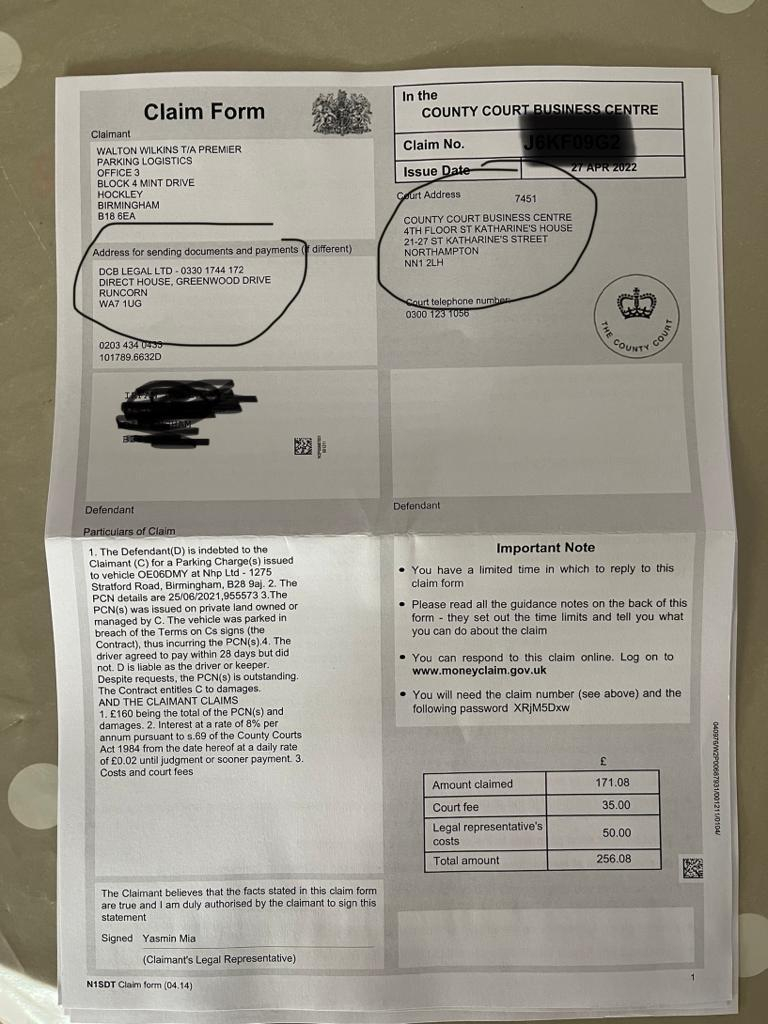 Claim Form
Claimant
WALTON WILKINS T/A PREMIER
PARKING LOGISTICS
OFFICE 3
BLOCK 4 MINT DRIVE
HOCKLEY
BIRMINGHAM
B18 6EA
Address for sending documents and payments (if different)
DCB LEGAL LTD - 0330 1744 172
DIRECT HOUSE, GREENWOOD DRIVE
RUNCORN
WA7 1UG
0203 434 0433
101789.6632D
Defendant
In the
COUNTY COURT BUSINESS CENTRE
Claim No.
Issue Date 27 APR 2022
Court Address 7451
COUNTY COURT BUSINESS CENTRE
4TH FLOOR ST KATHARINE'S HOUSE
21-27 ST KATHARINE'S STREET
NORTHAMPTON
NN1 2LH
Court telephone number:
0300 123 1056
THE COUNTY COURT
Defendant
Particulars of Claim
1. The Defendant(D) is indebted to the
Claimant (C) for a Parking Charge(s) issued
to vehicle OE06DMY at Nhp Ltd - 1275
Stratford Road, Birmingham, B28 9aj. 2. The
PCN details are 25/06/2021,955573 3.The
PCN(s) was issued on private land owned or
managed by C. The vehicle was parked in
breach of the Terms on Cs signs (the
Contract), thus incurring the PCN(s).4. The
driver agreed to pay within 28 days but did
not. D is liable as the driver or keeper.
Despite requests, the PCN(s) is outstanding.
The Contract entitles C to damages.
AND THE CLAIMANT CLAIMS
1. £160 being the total of the PCN(s) and
damages. 2. Interest at a rate of 8% per
annum pursuant to s.69 of the County Courts
Act 1984 from the date hereof at a daily rate
of £0.02 until judgment or sooner payment. 3.
Costs and court fees
The Claimant believes that the facts stated in this claim form
are true and I am duly authorised by the claimant to sign this
statement
Signed Yasmin Mia
(Claimant's Legal Representative)
N1SDT Claim form (04.14)
Important Note
• You have a limited time in which to reply to this
claim form
• Please read all the guidance notes on the back of this
form - they set out the time limits and tell you what
you can do about the claim
• You can respond to this claim online. Log on to
www.moneyclaim.gov.uk
• You will need the claim number (see above) and the
following password XRjM5Dxw
£
Amount claimed 171.08
Court fee 35.00
Legal representative's
costs 50.00
Total amount 256.08
1